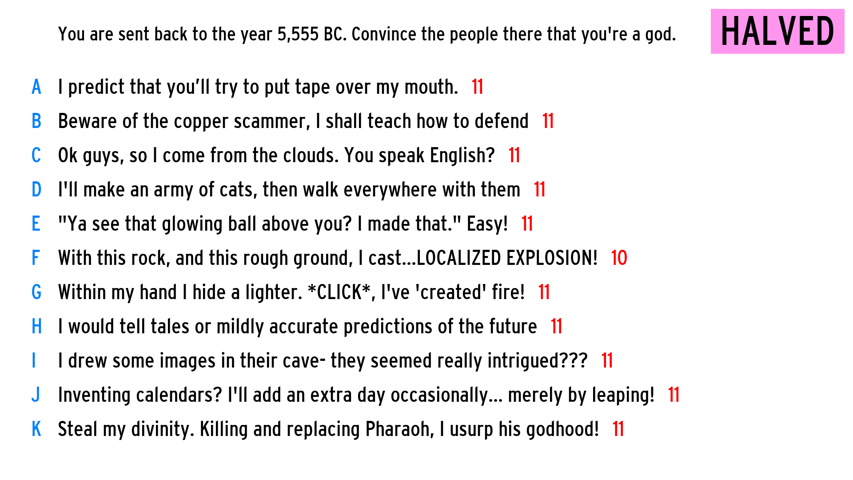 You are sent back to the year 5,555 BC. Convince the people there that you're a god.
HALVED
A I predict that you’ll try to put tape over my mouth. 11
B Beware of the copper scammer, I shall teach how to defend 11
C Ok guys, so I come from the clouds. You speak English? 11
D I'll make an army of cats, then walk everywhere with them 11
E "Ya see that glowing ball above you? I made that." Easy! 11
F With this rock, and this rough ground, I cast...LOCALIZED EXPLOSION! 10
G Within my hand I hide a lighter. *CLICK*, I've 'created' fire! 11
H I would tell tales or mildly accurate predictions of the future 11
I I drew some images in their cave- they seemed really intrigued??? 11
J Inventing calendars? I'll add an extra day occasionally... merely by leaping! 11
K Steal my divinity. Killing and replacing Pharaoh, I usurp his godhood! 11